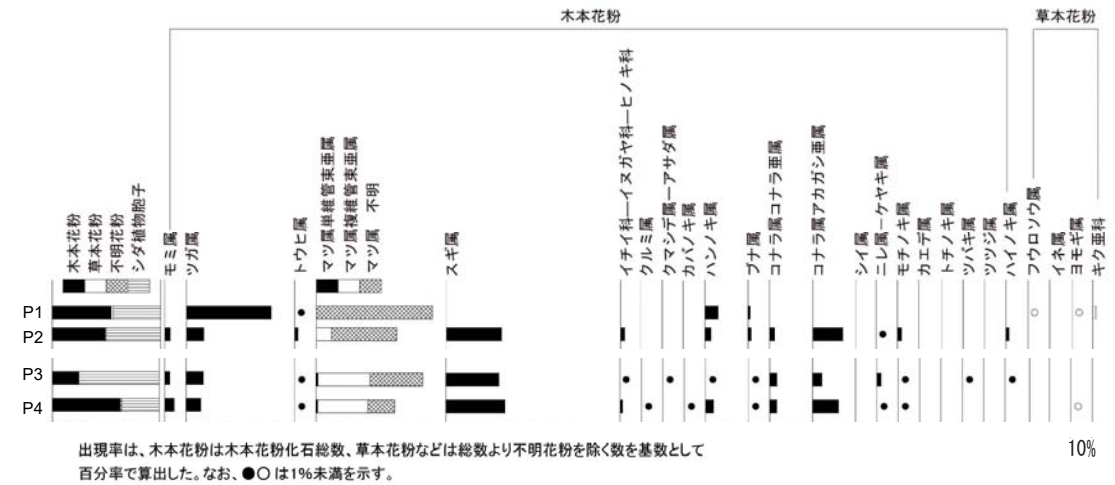 木本花粉
草本花粉
木本花粉
草本花粉
不明花粉
シダ植物胞子
モミ属
ツガ属
トウヒ属
マツ属単維管束亜属
マツ属複維管束亜属
マツ属 不明
スギ属
イチイ科―イヌガヤ科―ヒノキ科
クルミ属
クマシデ属―アサダ属
カバノキ属
ハンノキ属
ブナ属
コナラ属コナラ亜属
コナラ属アカガシ亜属
シイ属
ニレ属―ケヤキ属
モチノキ属
カエデ属
トチノキ属
ツバキ属
ツツジ属
ハイノキ属
フウロソウ属
イネ属
ヨモギ属
キク亜科
P1
P2
P3
P4
出現率は、木本花粉は木本花粉化石総数、草本花粉などは総数より不明花粉を除く数を基数として
百分率で算出した。なお、●○は1%未満を示す。
10%